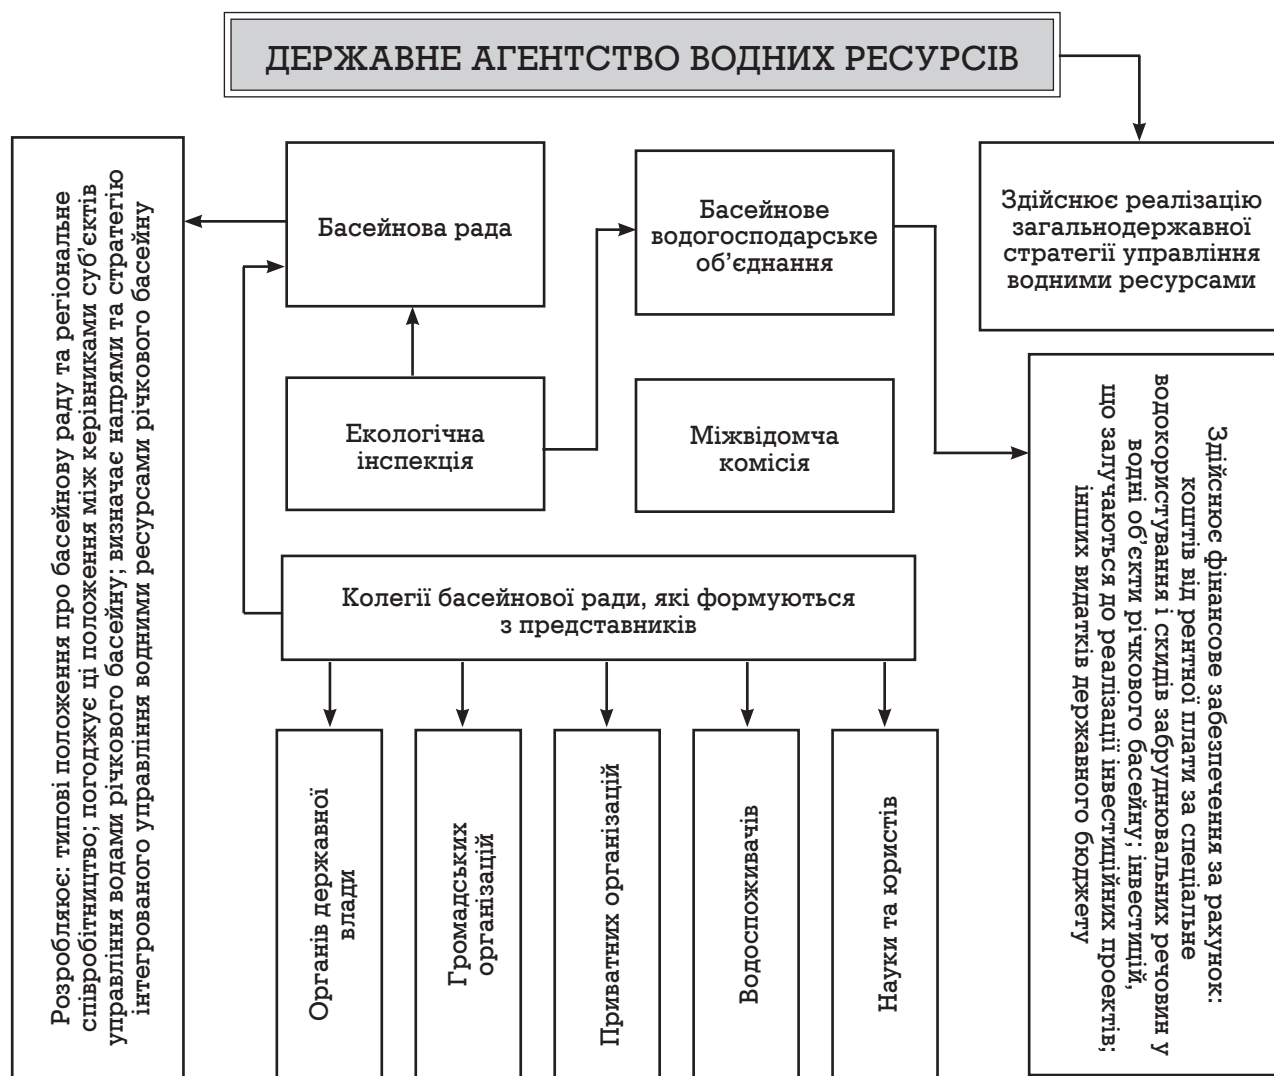 ДЕРЖАВНЕ АГЕНТСТВО ВОДНИХ РЕСУРСІВ
Розробляє: типові положення про басейнову раду та регіональне
співробітництво; погоджує ці положення між керівниками суб’єктів
управління водами річкового басейну; визначає напрями та стратегію
інтегрованого управління водними ресурсами річкового басейну
Басейнова рада
Басейнове
водогосподарське
об’єднання
Здійснює реалізацію
загальнодержавної
стратегії управління
водними ресурсами
Екологічна
інспекція
Міжвідомча
комісія
Здійснює фінансове забезпечення за рахунок:
коштів від рентної плати за спеціальне
водокористування і скидів забруднювальних речовин у
водні об’єкти річкового басейну; інвестицій,
що залучаються до реалізації інвестиційних проектів;
інших видатків державного бюджету
Колегії басейнової ради, які формуються
з представників
Органів державної
влади
Громадських
організацій
Приватних організацій
Водоспоживачів
Науки та юристів